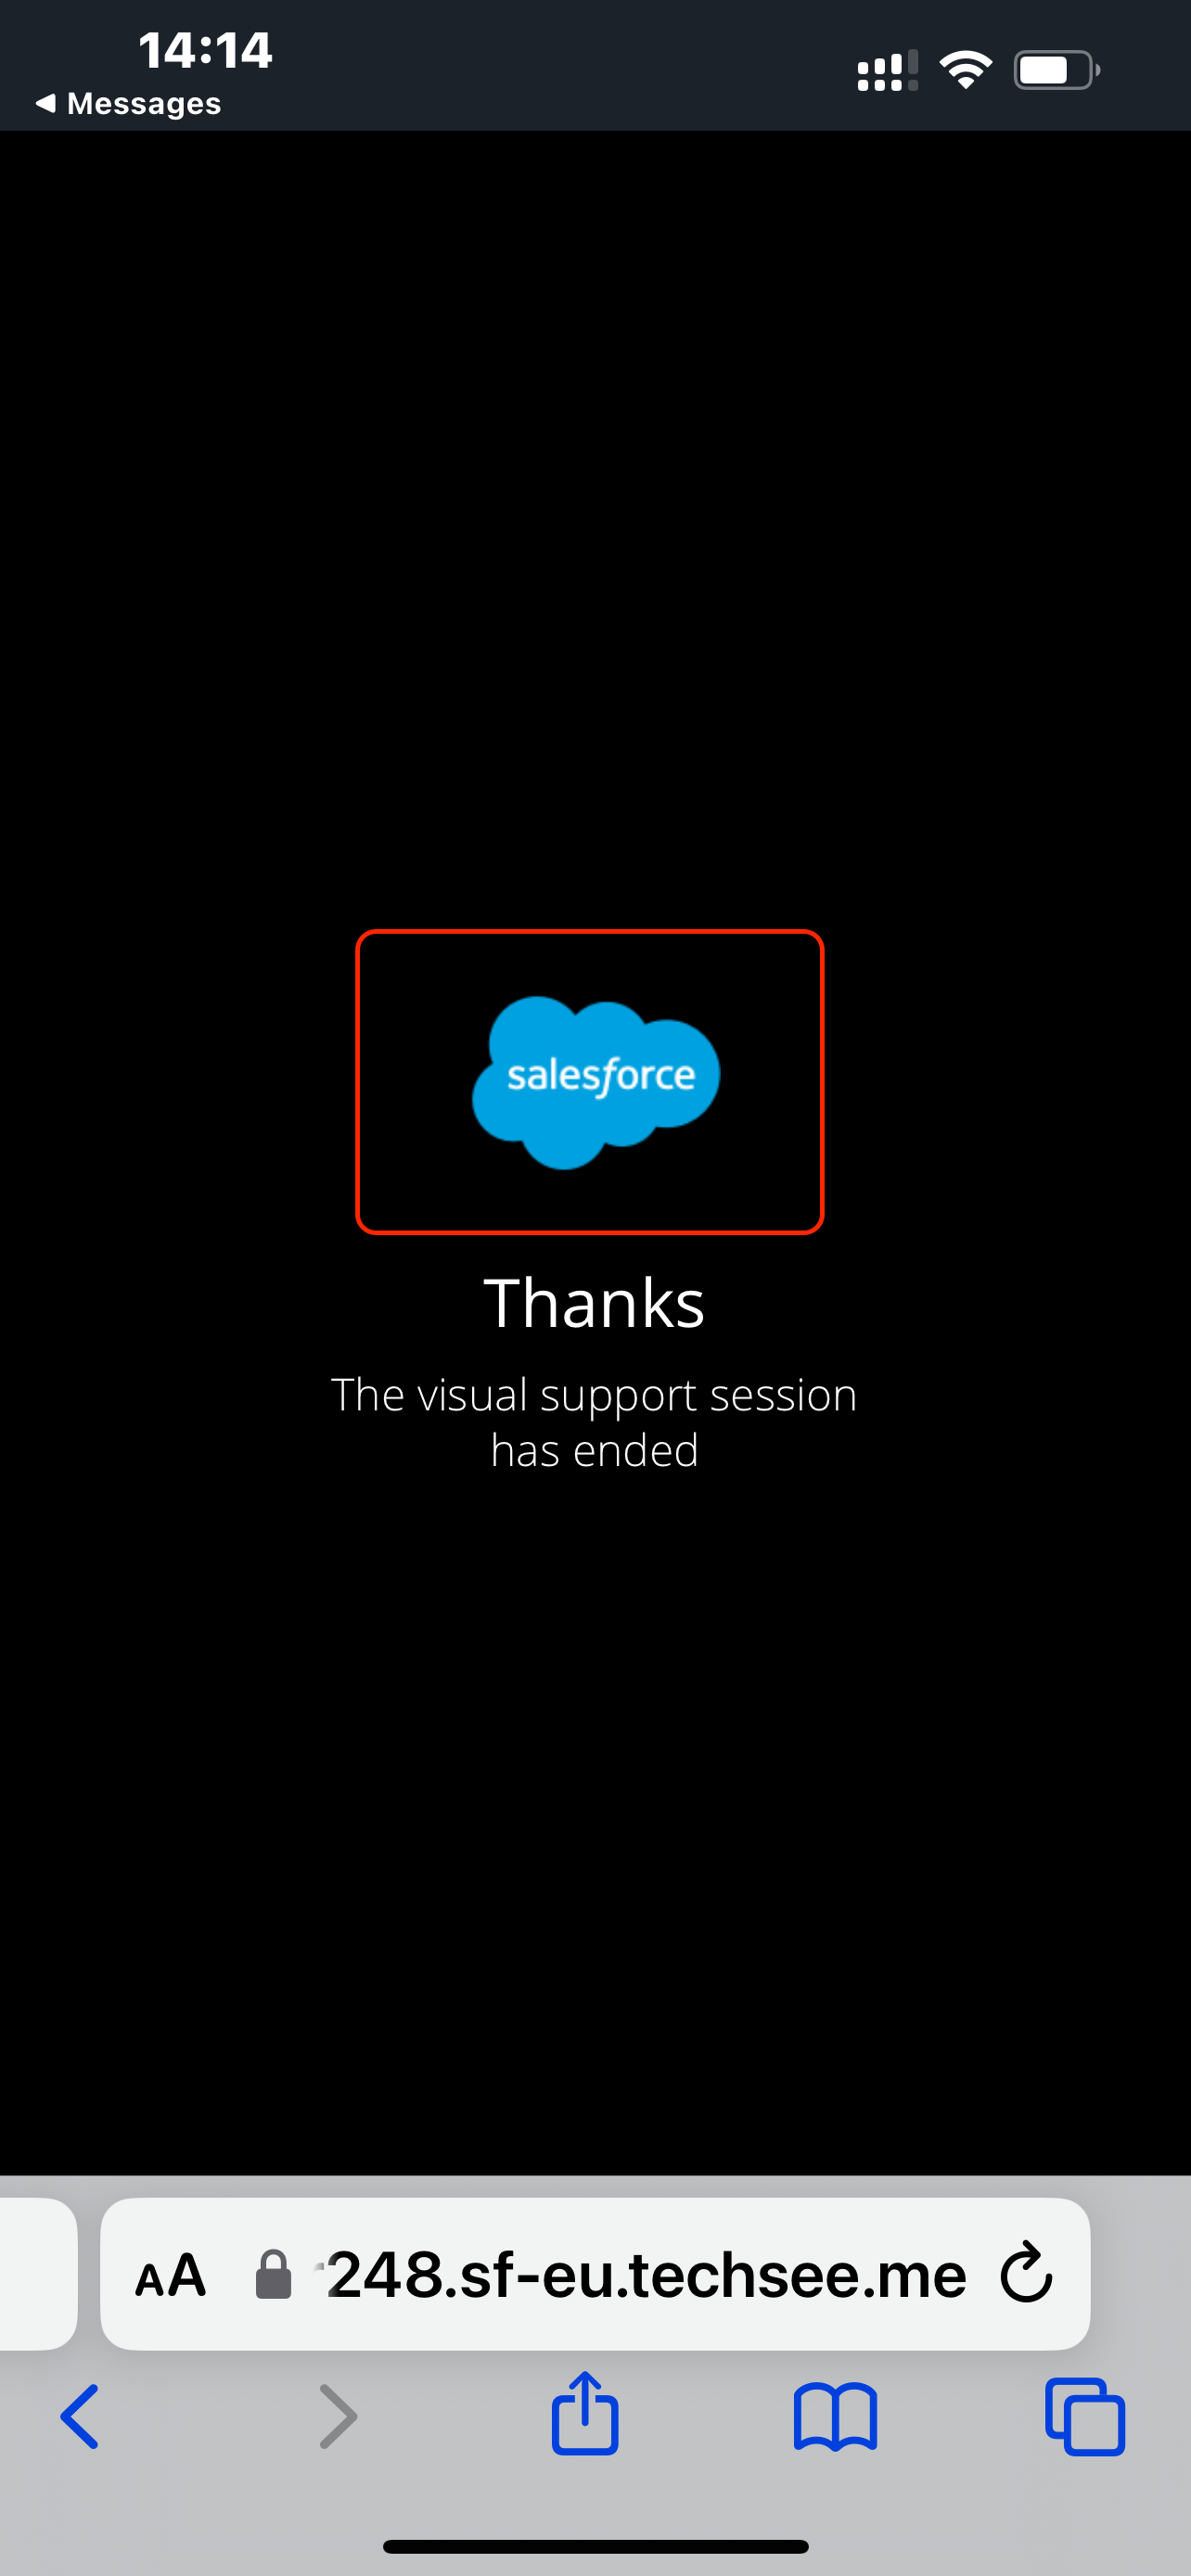 14:14
Messages
salesforce
Thanks
The visual support session
has ended
AA
248.sf-eu.techsee.me